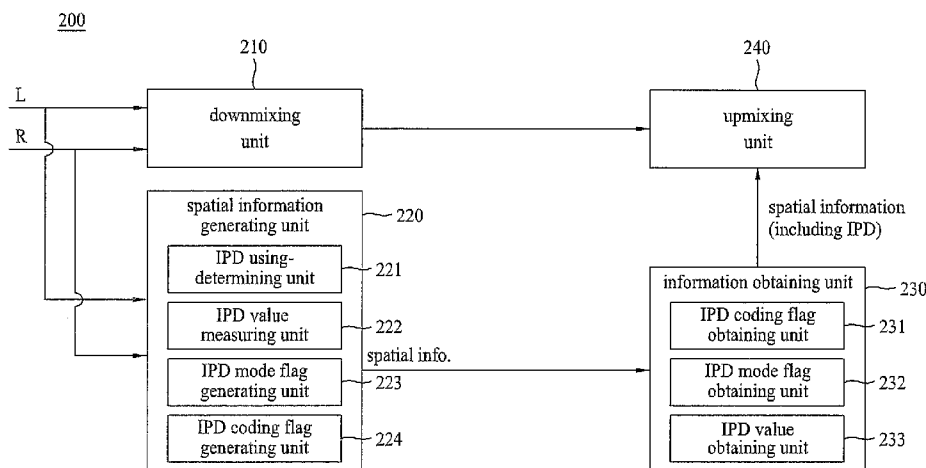 200
210
240
L
R
downmixing
unit
upmixing
unit
spatial information
generating unit
220
IPD using-
determining unit
221
IPD value
measuring unit
222
IPD mode flag
generating unit
223
IPD coding flag
generating unit
224
spatial info.
spatial information
(including IPD)
information obtaining unit
230
IPD coding flag
obtaining unit
231
IPD mode flag
obtaining unit
232
IPD value
obtaining unit
233